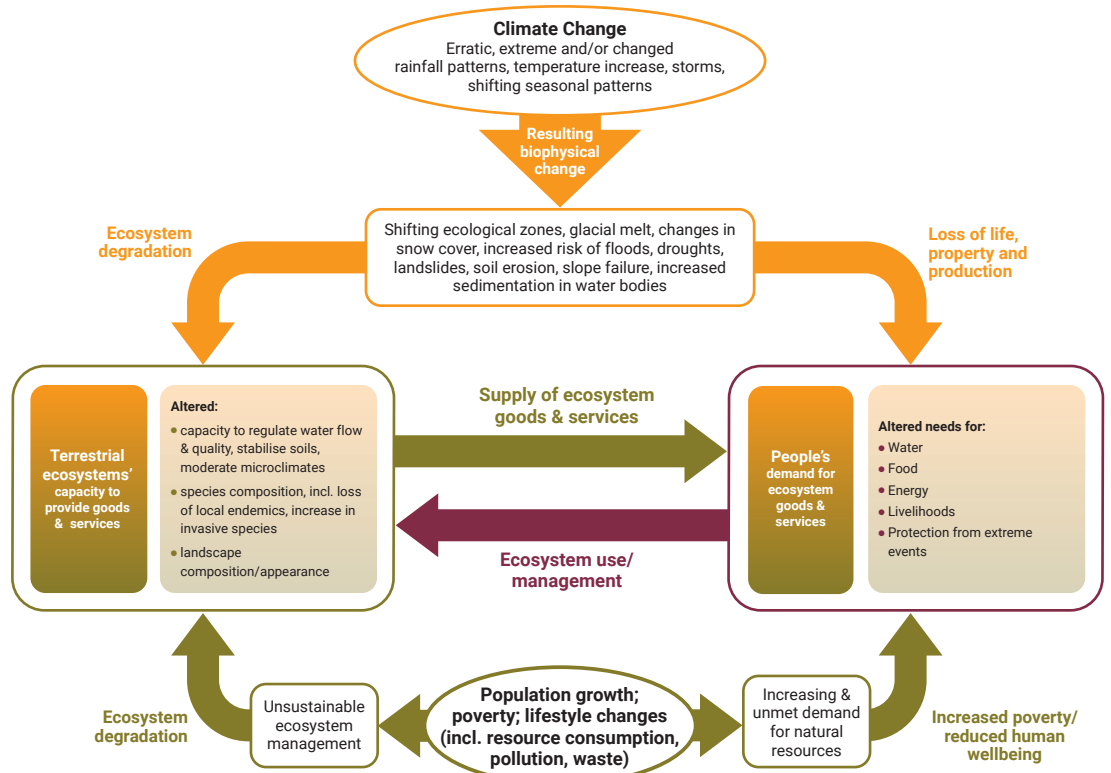 Climate Change
Erratic, extreme and/or changed
rainfall patterns, temperature increase, storms,
shifting seasonal patterns
Resulting
biophysical
change
Ecosystem
degradation
Shifting ecological zones, glacial melt, changes in
snow cover, increased risk of floods, droughts,
landslides, soil erosion, slope failure, increased
sedimentation in water bodies
Loss of life,
property and
production
Terrestrial
ecosystems’
capacity to
provide goods
& services
Altered:
• capacity to regulate water flow
& quality, stabilise soils,
moderate microclimates
• species composition, incl. loss
of local endemics, increase in
invasive species
• landscape
composition/appearance
Supply of ecosystem
goods & services
Ecosystem use/
management
People’s
demand for
ecosystem
goods &
services
Altered needs for:
• Water
• Food
• Energy
• Livelihoods
• Protection from extreme
events
Ecosystem
degradation
Unsustainable
ecosystem
management
Population growth;
poverty; lifestyle changes
(incl. resource consumption,
pollution, waste)
Increasing &
unmet demand
for natural
resources
Increased poverty/
reduced human
wellbeing